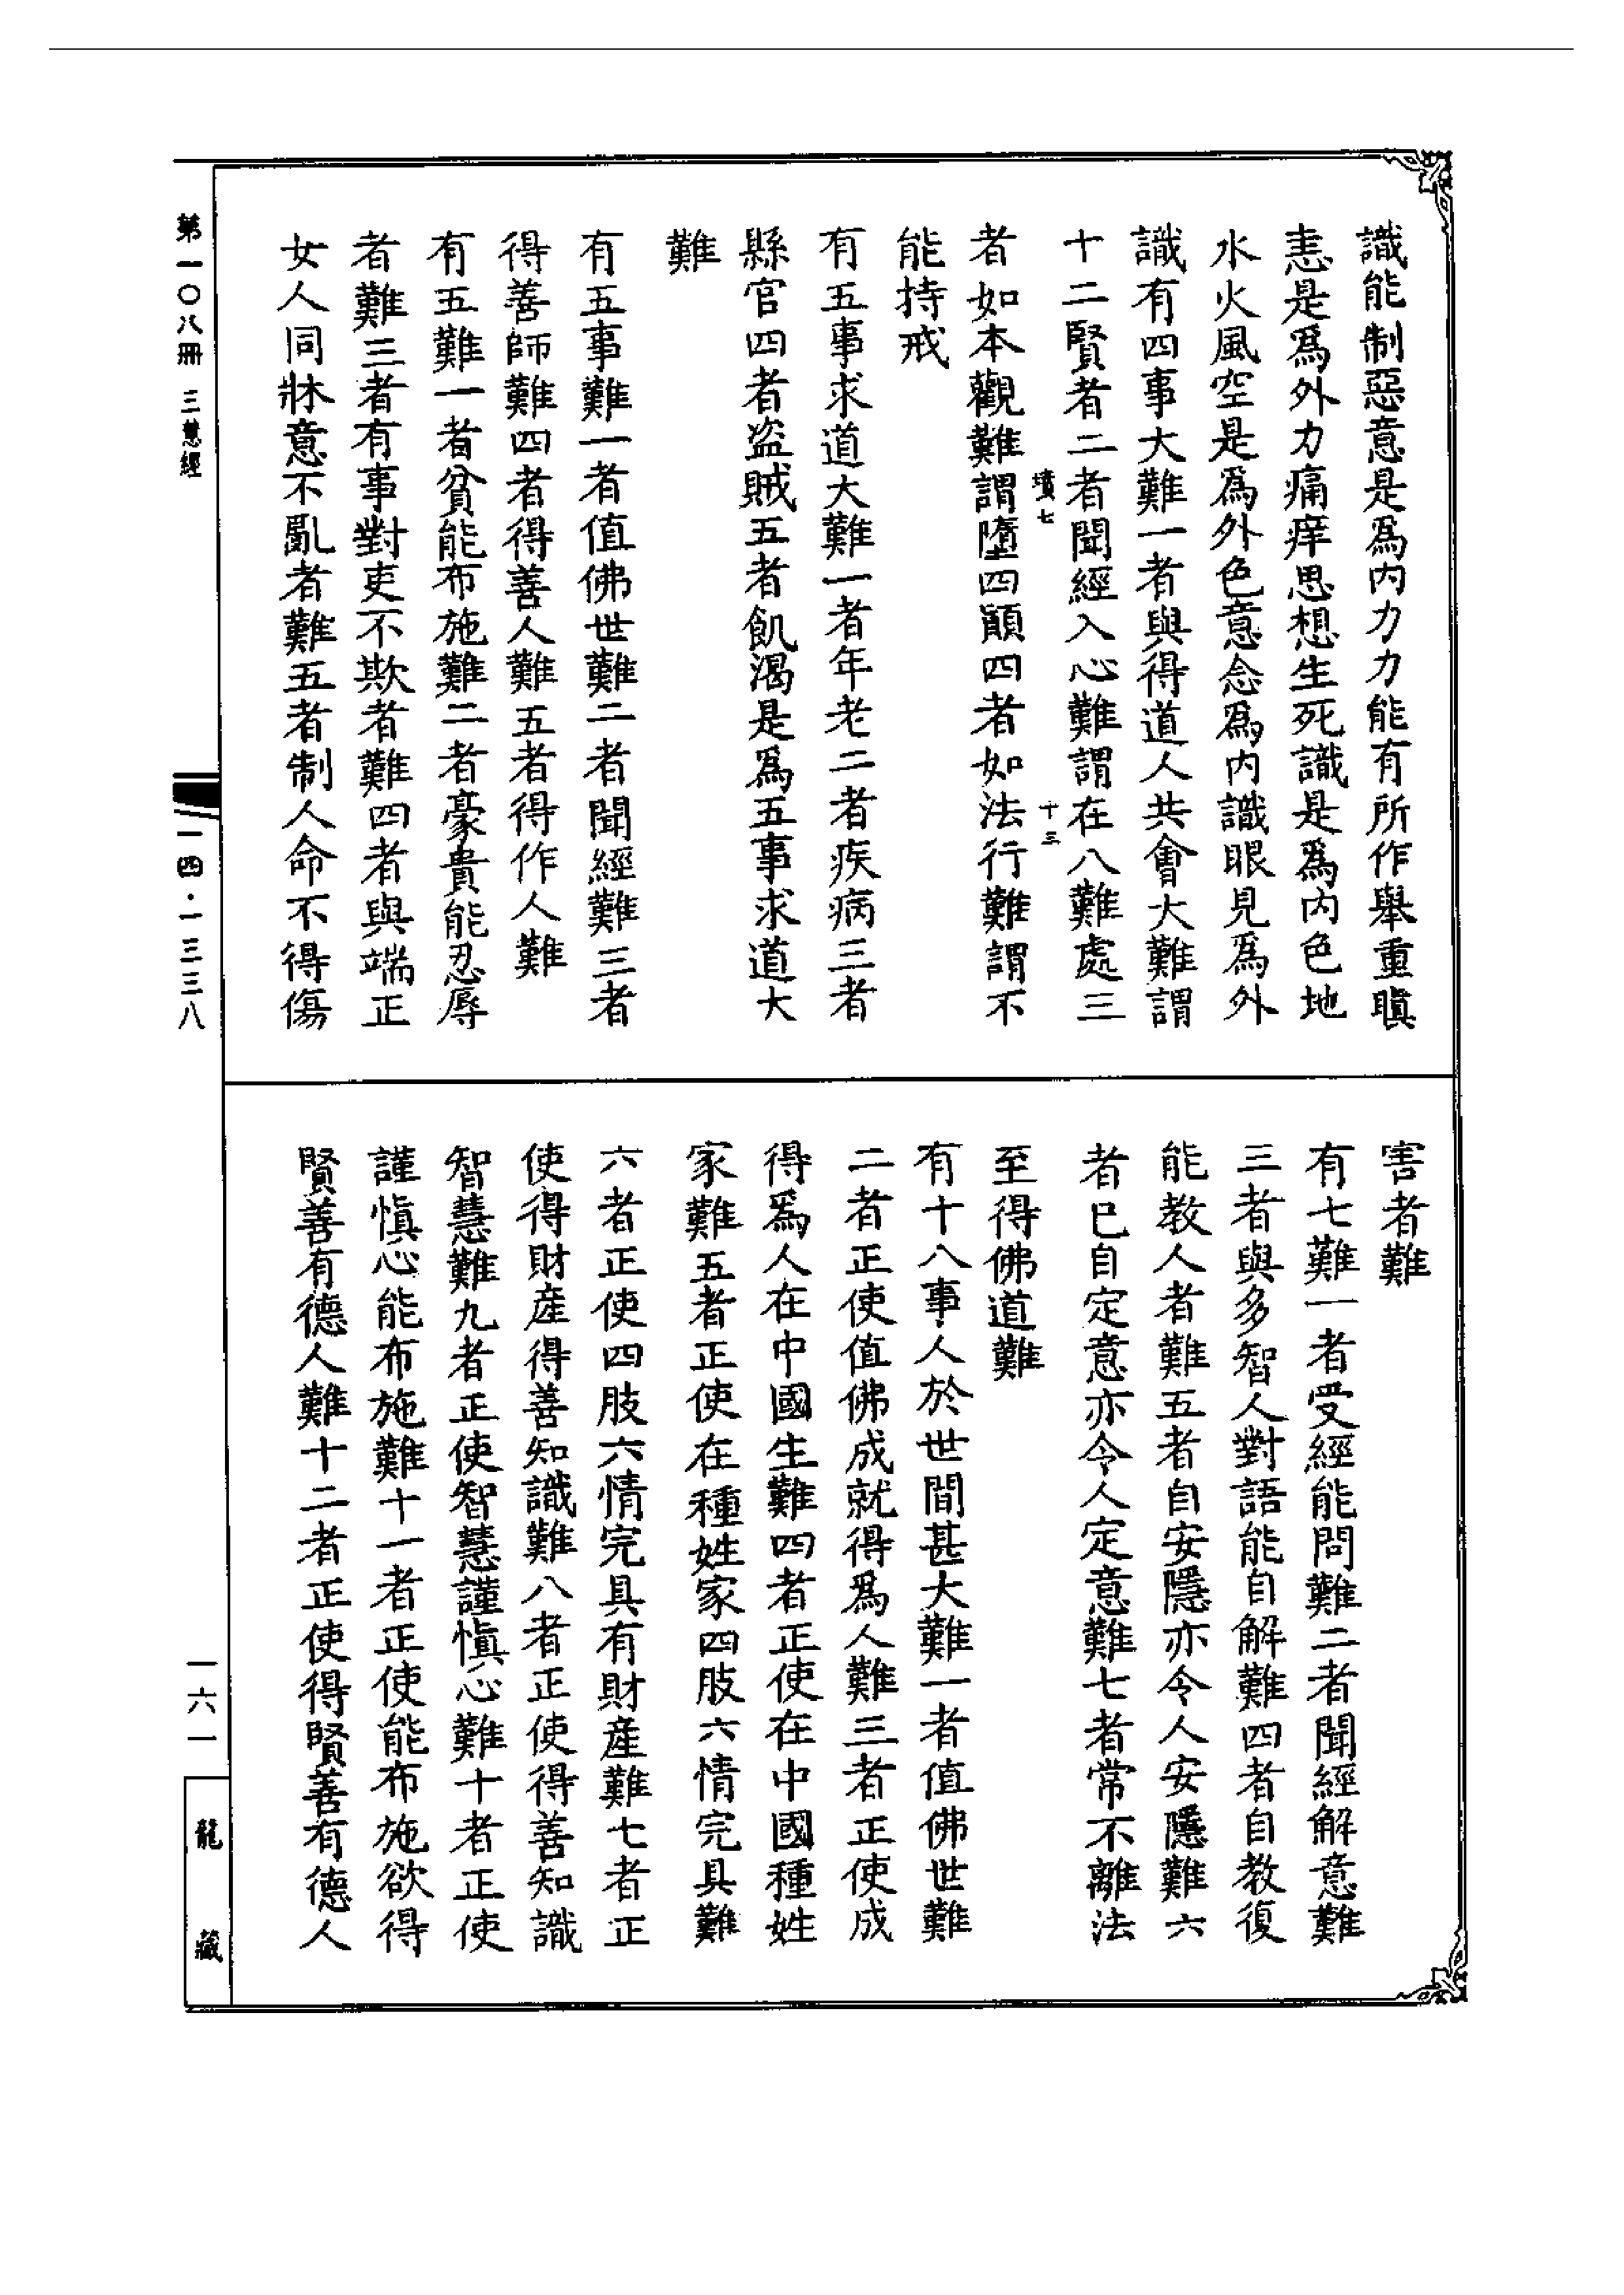 識能制惡意是爲内力力能有所作舉重瞋
恚是爲外力痛痒思想生死識是爲内色地
水火風空是爲外色意念爲内識眼見爲外
識有四事大難一者與得道人共會大難謂
十二賢者二者聞經入心難謂在八難處三
墳七
十三
者如本觀難謂墮四顚四者如法行難謂不
能持戒
有五事求道大難一者年老二者疾病三者
縣官四者盗賊五者飢渴是爲五事求道大
難
有五事難一者值佛世難二者聞經難三者
得善師難四者得善人難五者得作人難
有五難一者貧能布施難二者豪貴能忍辱
者難三者有事對吏不欺者難四者與端正
女人同牀意不亂者難五者制人命不得傷
害者難
有七難一者受經能問難二者聞經解意難
三者與多智人對語能自解難四者自教復
能教人者難五者自安隱亦令人安隱難六
者已自定意亦令人定意難七者常不離法
至得佛道難
有十八事人於世間甚大難一者值佛世難
二者正使值佛成就得爲人難三者正使成
得爲人在中國生難四者正使在中國種姓
家難五者正使在種姓家四肢六情完具難
六者正使四肢六情完具有財産難七者正
使得財産得善知識難八者正使得善知識
智慧難九者正使智慧謹愼心難十者正使
謹愼心能布施難十一者正使能布施欲得
賢善有德人難十二者正使得賢善有德人
第一〇八冊 三慧經
一四·一三三八
一六一
龍藏